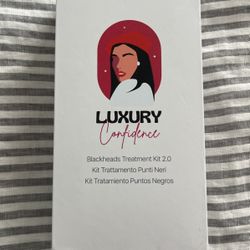 LUXURY
Confidence
Blackheads Treatment Kit 2.0
Kit Trattamento Punti Neri
Kit Tratamiento Puntos Negros